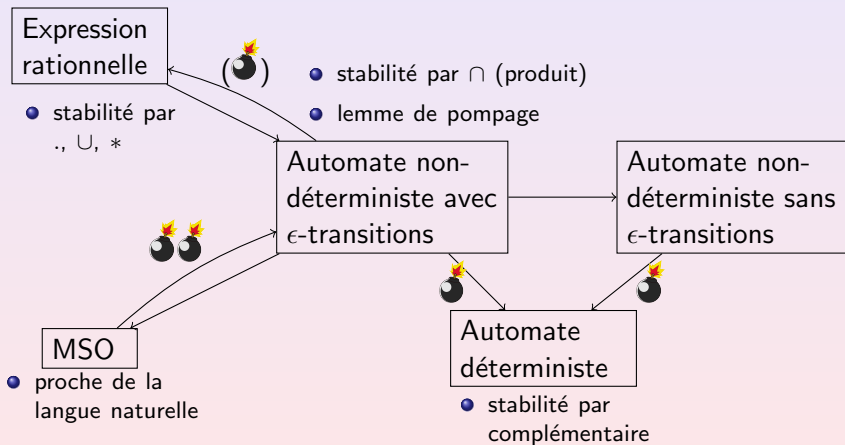 Expression
rationnelle
( )
stabilité par
., ∪, ∗
stabilité par ∩ (produit)
lemme de pompage
Automate non-
déterministe avec
ϵ-transitions
Automate non-
déterministe sans
ϵ-transitions
MSO
proche de la
langue naturelle
Automate
déterministe
stabilité par
complémentaire